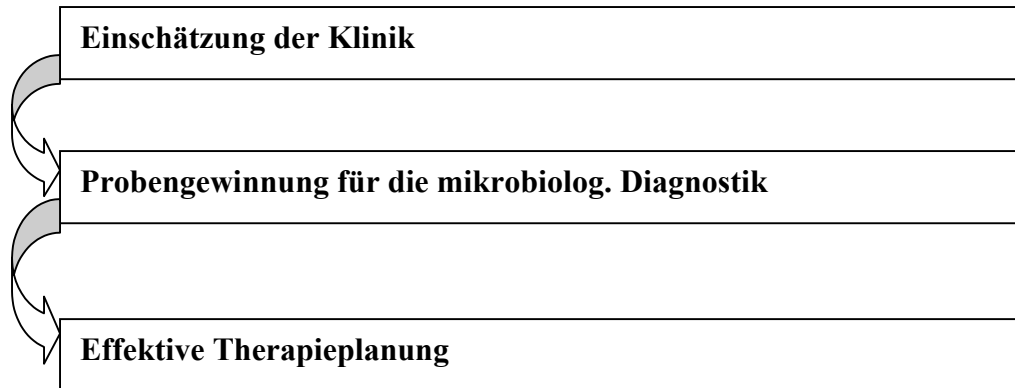 Einschätzung der Klinik
Probengewinnung für die mikrobiolog. Diagnostik
Effektive Therapieplanung